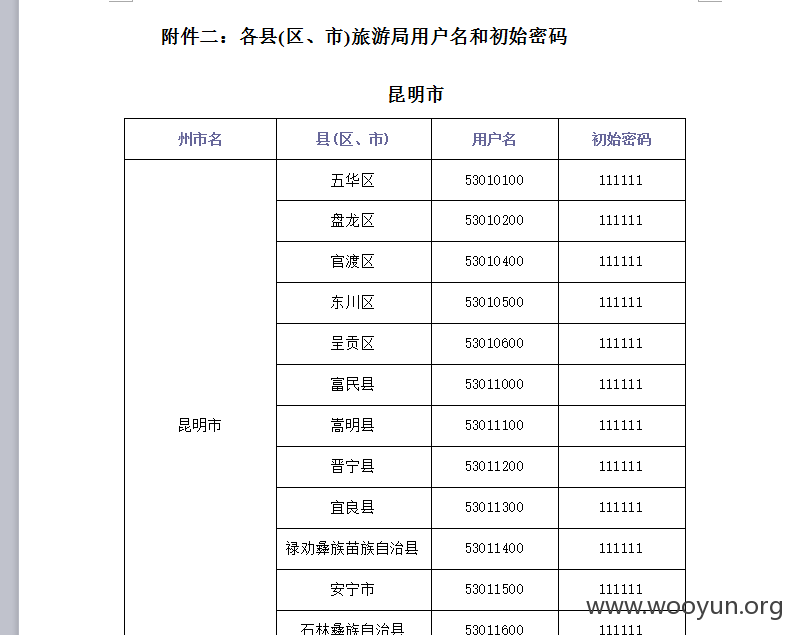 附件二：各县(区、市)旅游局用户名和初始密码
昆明市
州市名 县(区、市) 用户名 初始密码
五华区 53010100 111111
盘龙区 53010200 111111
官渡区 53010400 111111
东川区 53010500 111111
呈贡区 53010600 111111
富民县 53011000 111111
昆明市 嵩明县 53011100 111111
晋宁县 53011200 111111
宜良县 53011300 111111
禄劝彝族苗族自治县 53011400 111111
安宁市 53011500 111111
www.wooyun.org
石林彝族自治县 53011600 111111